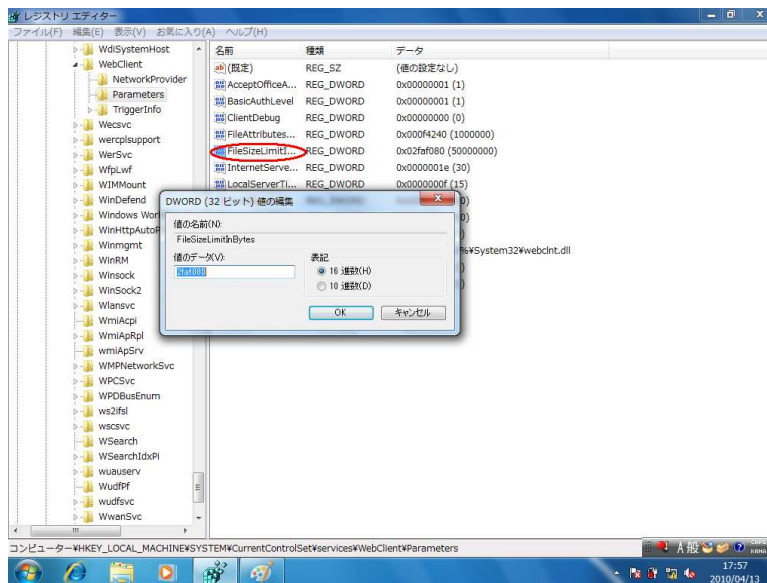 レジストリ エディター
ファイル(F) 編集(E) 表示(V) お気に入り(A) ヘルプ(H)
WdiSystemHost
WebClient
NetworkProvider
Parameters
TriggerInfo
Wecsvc
wercplsupport
WerSvc
WfpLwf
WIMMount
WinDefend
Windows Wor
WinHttpAutoP
Winmgmt
WinRM
Winsock
WinSock2
Wlansvc
WmiAcpi
WmiApRpl
wmiApSrv
WMPNetworkSvc
WPCSvc
WPDBusEnum
ws2ifsl
wscsvc
WSearch
WSearchIdxPi
wuauserv
WudfPf
wudfsvc
WwanSvc
名前 種類 データ
(既定) REG_SZ (値の設定なし)
AcceptOfficeA... REG_DWORD 0x00000001 (1)
BasicAuthLevel REG_DWORD 0x00000001 (1)
ClientDebug REG_DWORD 0x00000000 (0)
FileAttributes... REG_DWORD 0x000f4240 (1000000)
FileSizeLimitI... REG_DWORD 0x02faf080 (50000000)
InternetServe... REG_DWORD 0x0000001e (30)
LocalServerTi... REG_DWORD 0x0000000f (15)
%¥System32¥webclnt.dll
DWORD (32 ビット) 値の編集
値の名前(N):
FileSizeLimitInBytes
値のデータ(V):
2faf080
表記
16 進数(H)
10 進数(D)
OK キャンセル
コンピューター¥HKEY_LOCAL_MACHINE¥SYSTEM¥CurrentControlSet¥services¥WebClient¥Parameters
A 般
CAPS
KANA
17:57
2010/04/13